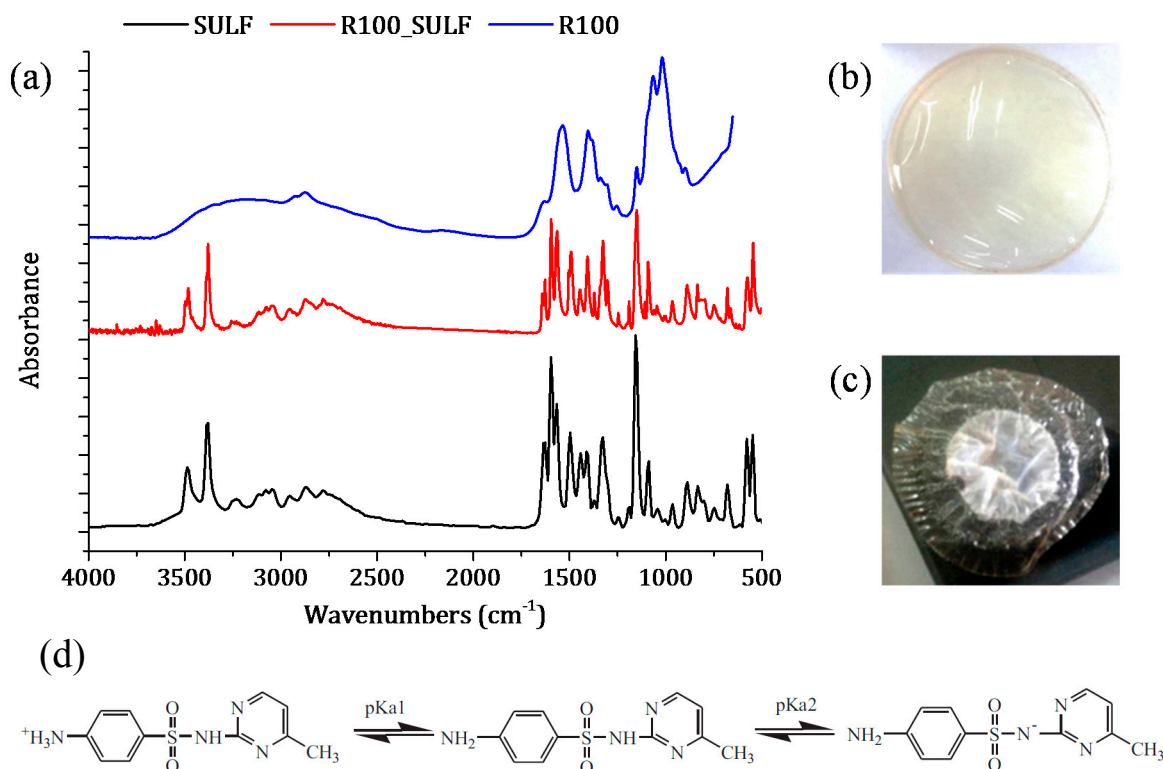 SULF R100_SULF R100
(a)
(b)
Absorbance
(c)
4000 3500 3000 2500 2000 1500 1000 500
Wavenumbers (cm⁻¹)
(d)
O N O N O N
pKa1 pKa2
⁺H₃N S NH NH₂ S NH NH₂ S N⁻
O N CH₃ O N CH₃ O N CH₃